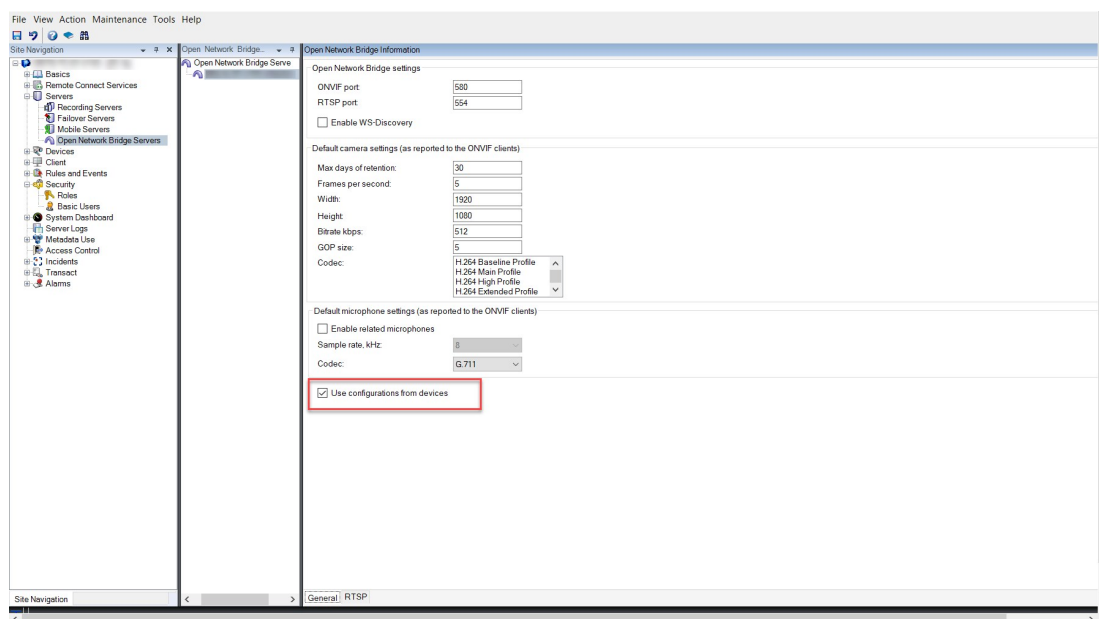 File View Action Maintenance Tools Help
Site Navigation
Basics
Remote Connect Services
Servers
Recording Servers
Failover Servers
Mobile Servers
Open Network Bridge Servers
Devices
Client
Rules and Events
Security
Roles
Basic Users
System Dashboard
Server Logs
Metadata Use
Access Control
Incidents
Transact
Alarms
Site Navigation
Open Network Bridge...
Open Network Bridge Serve
Open Network Bridge Information
Open Network Bridge settings
ONVIF port: 580
RTSP port: 554
Enable WS-Discovery
Default camera settings (as reported to the ONVIF clients)
Max days of retention: 30
Frames per second: 5
Width: 1920
Height: 1080
Bitrate kbps: 512
GOP size: 5
Codec: H.264 Baseline Profile
H.264 Main Profile
H.264 High Profile
H.264 Extended Profile
Default microphone settings (as reported to the ONVIF clients)
Enable related microphones
Sample rate, kHz: 8
Codec: G.711
Use configurations from devices
General RTSP